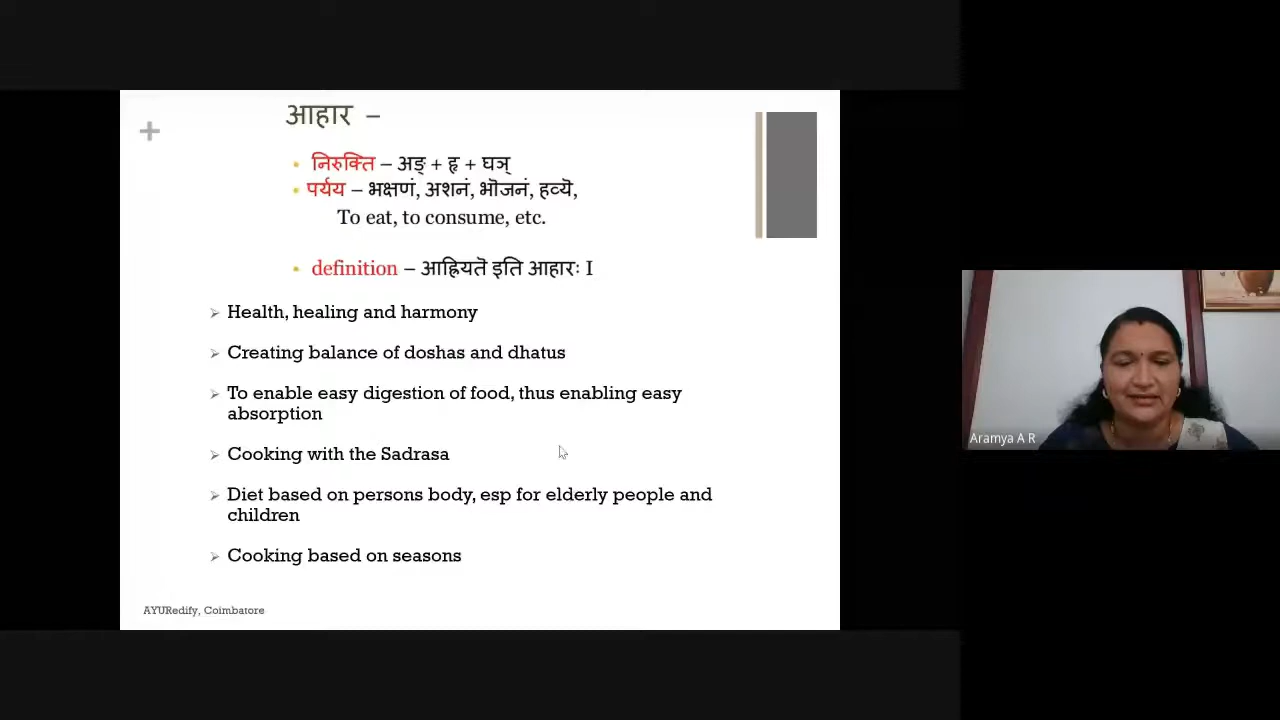 आहार –
निरुक्ति – अङ् + हृ + घञ्
पर्यय – भक्षणं, अशनं, भॊजनं, हव्यॆ,
To eat, to consume, etc.
definition – आह्रियतॆ इति आहारः I
Health, healing and harmony
Creating balance of doshas and dhatus
To enable easy digestion of food, thus enabling easy
absorption
Cooking with the Sadrasa
Diet based on persons body, esp for elderly people and
children
Cooking based on seasons
AYURedify, Coimbatore
Aramya A R